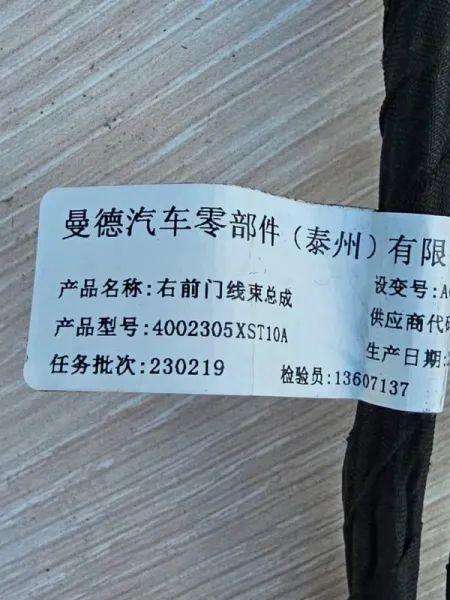 曼德汽车零部件（泰州）有限
产品名称:右前门线束总成 设变号:A
产品型号:4002305XST10A 供应商代码
任务批次:230219 检验员:13607137 生产日期: